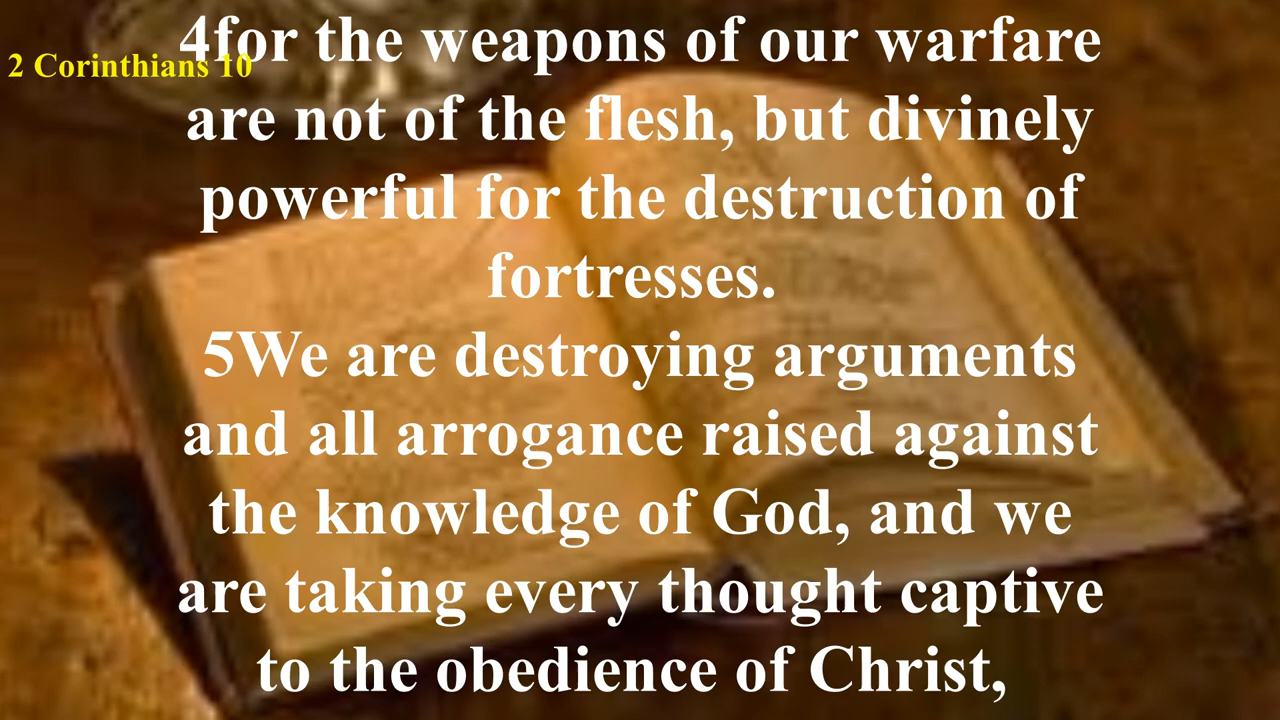 2 Corinthians 10
4for the weapons of our warfare
are not of the flesh, but divinely
powerful for the destruction of
fortresses.
5We are destroying arguments
and all arrogance raised against
the knowledge of God, and we
are taking every thought captive
to the obedience of Christ,